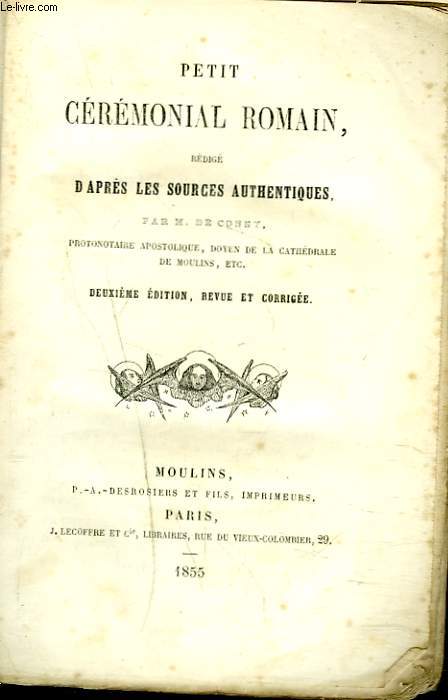 Le-livre.com
PETIT
CÉRÉMONIAL ROMAIN,
RÉDIGÉ
D'APRÈS LES SOURCES AUTHENTIQUES,
PAR M. DE CONNY,
PROTONOTAIRE APOSTOLIQUE, DOYEN DE LA CATHÉDRALE
DE MOULINS, ETC.
DEUXIÈME ÉDITION, REVUE ET CORRIGÉE.
MOULINS,
P.-A.-DESROSIERS ET FILS, IMPRIMEURS.
PARIS,
J. LECOFFRE ET Cie, LIBRAIRES, RUE DU VIEUX-COLOMBIER, 29.
1855